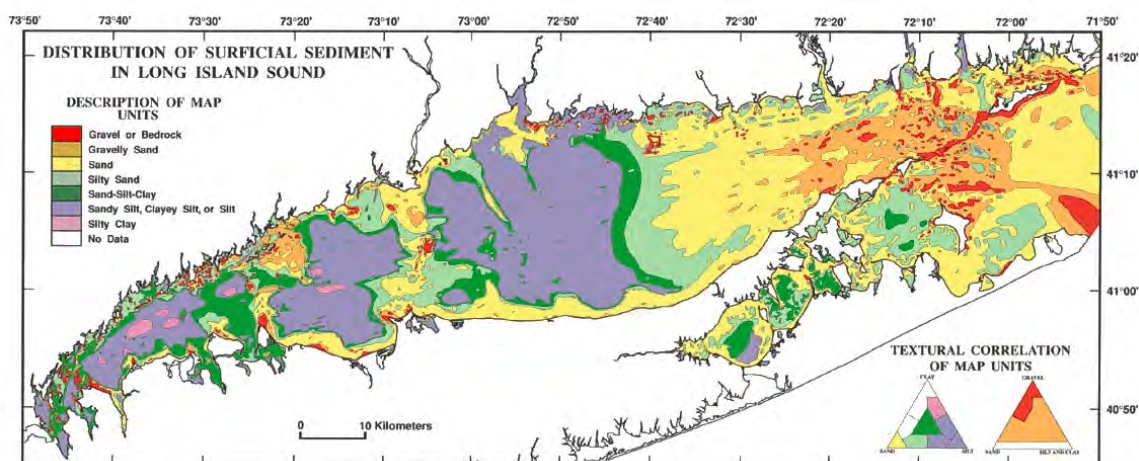 73°50' 73°40' 73°30' 73°20' 73°10' 73°00' 72°50' 72°40' 72°30' 72°20' 72°10' 72°00' 71°50'
DISTRIBUTION OF SURFICIAL SEDIMENT
IN LONG ISLAND SOUND
41°20'
DESCRIPTION OF MAP
UNITS
Gravel or Bedrock
Gravelly Sand
Sand
Silty Sand
Sand-Silt-Clay
Sandy Silt, Clayey Silt, or Silt
Silty Clay
No Data
41°10'
41°00'
TEXTURAL CORRELATION
OF MAP UNITS
CLAY
GRAVEL
40°50'
0 10 Kilometers
SAND SILT SAND SILT AND CLAY